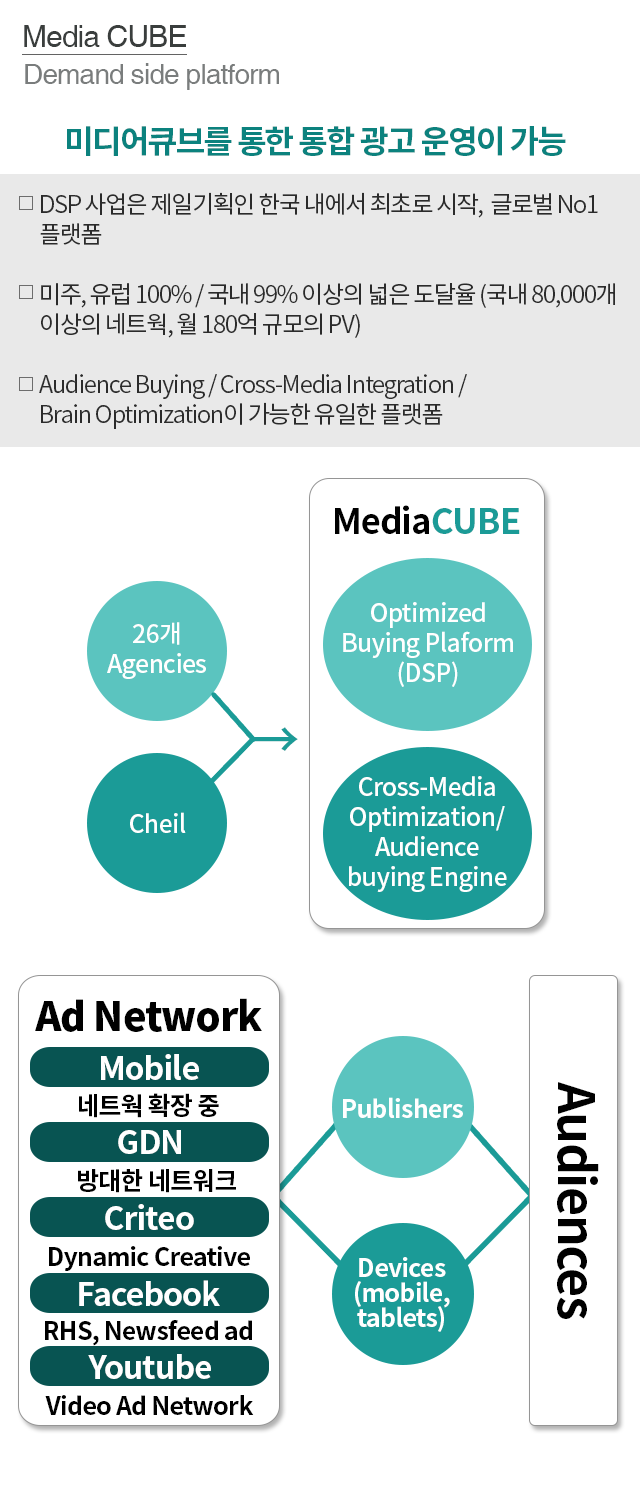 Media CUBE
Demand side platform
미디어큐브를 통한 통합 광고 운영이 가능
□ DSP 사업은 제일기획인 한국 내에서 최초로 시작, 글로벌 No1
플랫폼
□ 미주, 유럽 100% / 국내 99% 이상의 넓은 도달율 (국내 80,000개
이상의 네트웍, 월 180억 규모의 PV)
□ Audience Buying / Cross-Media Integration /
Brain Optimization이 가능한 유일한 플랫폼
MediaCUBE
26개
Agencies
Cheil
Optimized
Buying Plaform
(DSP)
Cross-Media
Optimization/
Audience
buying Engine
Ad Network
Mobile
네트웍 확장 중
GDN
방대한 네트워크
Criteo
Dynamic Creative
Facebook
RHS, Newsfeed ad
Youtube
Video Ad Network
Publishers
Devices
(mobile,
tablets)
Audiences